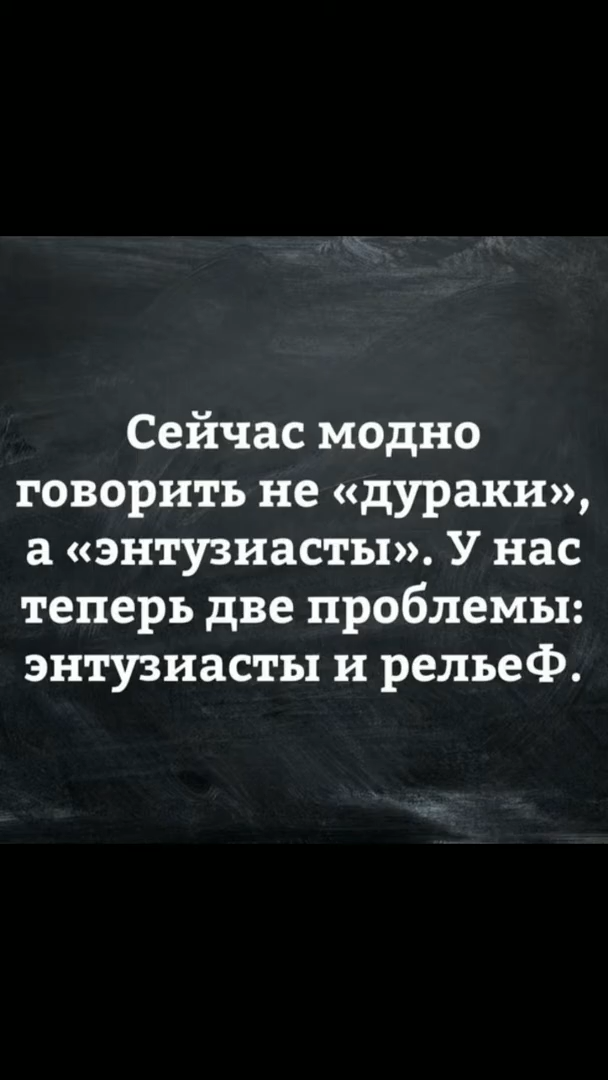 Сейчас модно
говорить не «дураки»,
а «энтузиасты». У нас
теперь две проблемы:
энтузиасты и рельеФ.